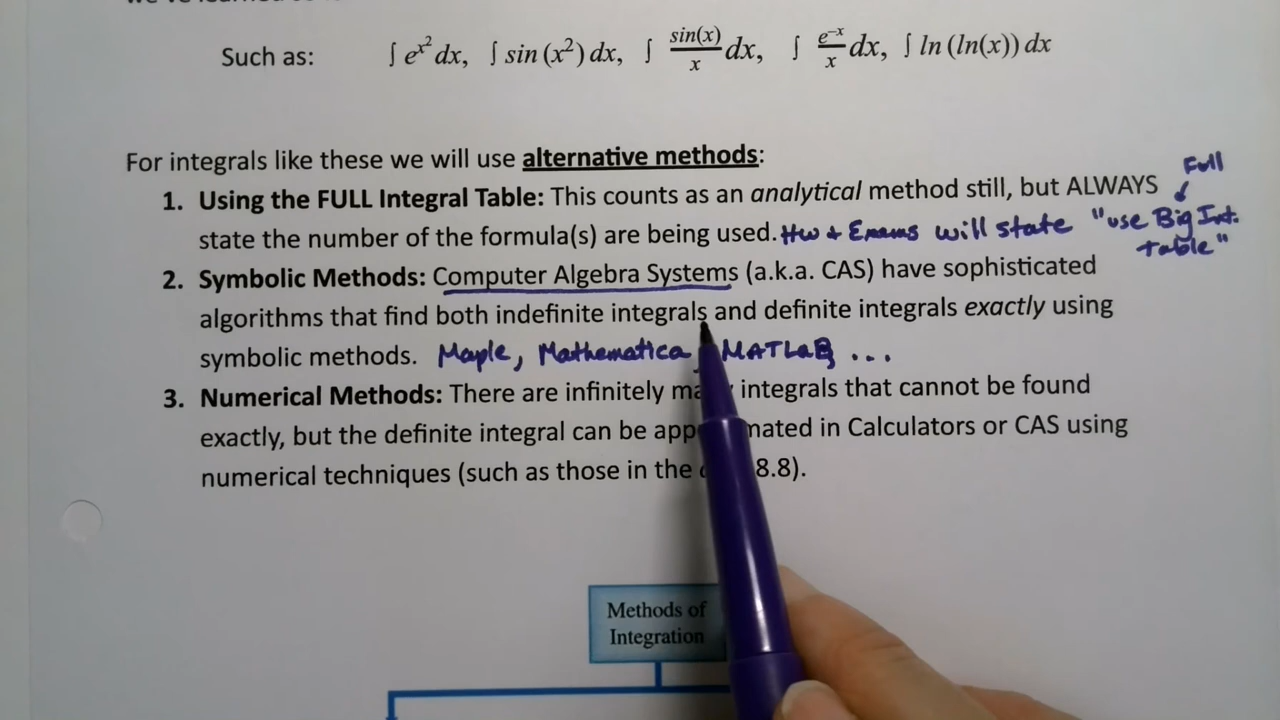 Such as: ∫ e^{x^2} dx, ∫ sin (x^2) dx, ∫ sin(x)/x dx, ∫ e^{-x}/x dx, ∫ ln (ln(x)) dx
For integrals like these we will use alternative methods:
Full
1. Using the FULL Integral Table: This counts as an analytical method still, but ALWAYS
state the number of the formula(s) are being used. HW + Exams will state "use Big Int.
table"
2. Symbolic Methods: Computer Algebra Systems (a.k.a. CAS) have sophisticated
algorithms that find both indefinite integrals and definite integrals exactly using
symbolic methods. Maple, Mathematica, MATLAB ...
3. Numerical Methods: There are infinitely integrals that cannot be found
exactly, but the definite integral can be in Calculators or CAS using
numerical techniques (such as those in the 8.8).
Methods of
Integration